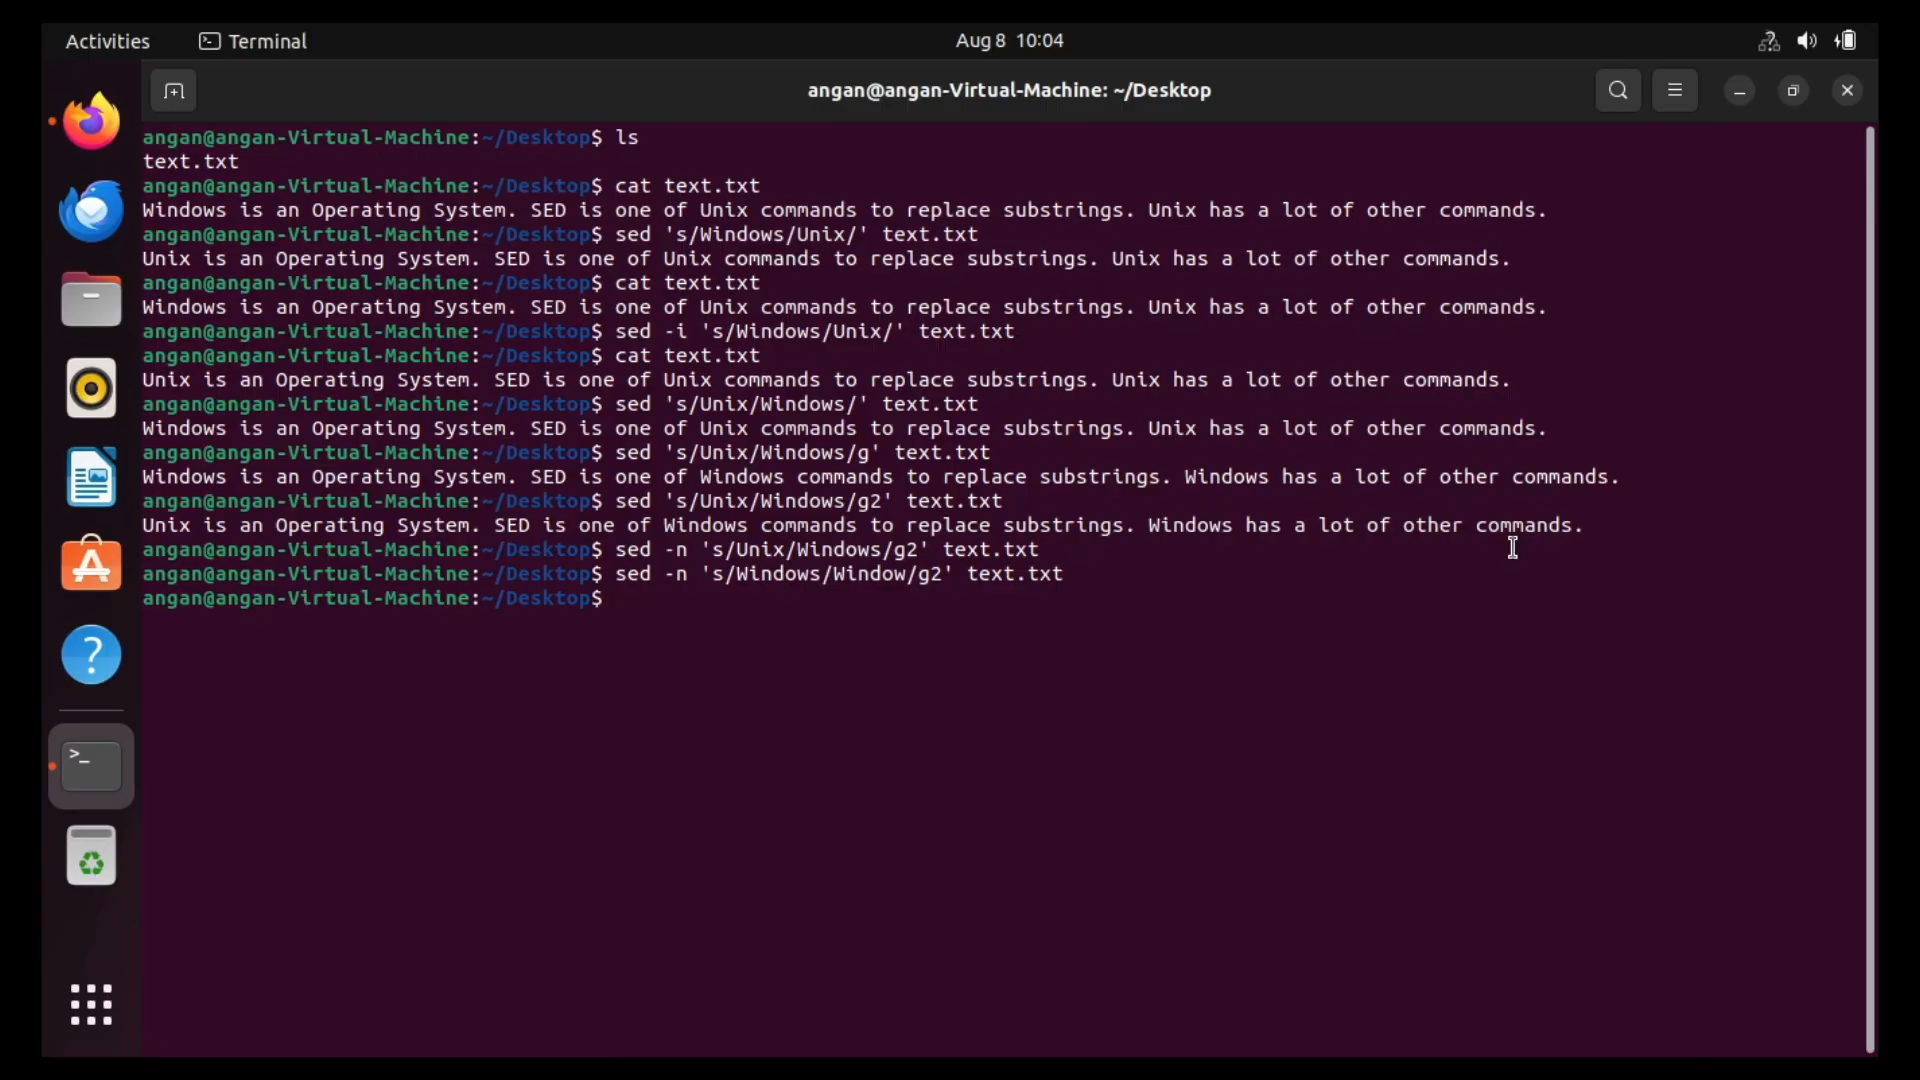 Activities
Terminal
Aug 8 10:04
angan@angan-Virtual-Machine: ~/Desktop
angan@angan-Virtual-Machine:~/Desktop$ ls
text.txt
angan@angan-Virtual-Machine:~/Desktop$ cat text.txt
Windows is an Operating System. SED is one of Unix commands to replace substrings. Unix has a lot of other commands.
angan@angan-Virtual-Machine:~/Desktop$ sed 's/Windows/Unix/' text.txt
Unix is an Operating System. SED is one of Unix commands to replace substrings. Unix has a lot of other commands.
angan@angan-Virtual-Machine:~/Desktop$ cat text.txt
Windows is an Operating System. SED is one of Unix commands to replace substrings. Unix has a lot of other commands.
angan@angan-Virtual-Machine:~/Desktop$ sed -i 's/Windows/Unix/' text.txt
angan@angan-Virtual-Machine:~/Desktop$ cat text.txt
Unix is an Operating System. SED is one of Unix commands to replace substrings. Unix has a lot of other commands.
angan@angan-Virtual-Machine:~/Desktop$ sed 's/Unix/Windows/' text.txt
Windows is an Operating System. SED is one of Unix commands to replace substrings. Unix has a lot of other commands.
angan@angan-Virtual-Machine:~/Desktop$ sed 's/Unix/Windows/g' text.txt
Windows is an Operating System. SED is one of Windows commands to replace substrings. Windows has a lot of other commands.
angan@angan-Virtual-Machine:~/Desktop$ sed 's/Unix/Windows/g2' text.txt
Unix is an Operating System. SED is one of Windows commands to replace substrings. Windows has a lot of other commands.
angan@angan-Virtual-Machine:~/Desktop$ sed -n 's/Unix/Windows/g2' text.txt
angan@angan-Virtual-Machine:~/Desktop$ sed -n 's/Windows/Window/g2' text.txt
angan@angan-Virtual-Machine:~/Desktop$